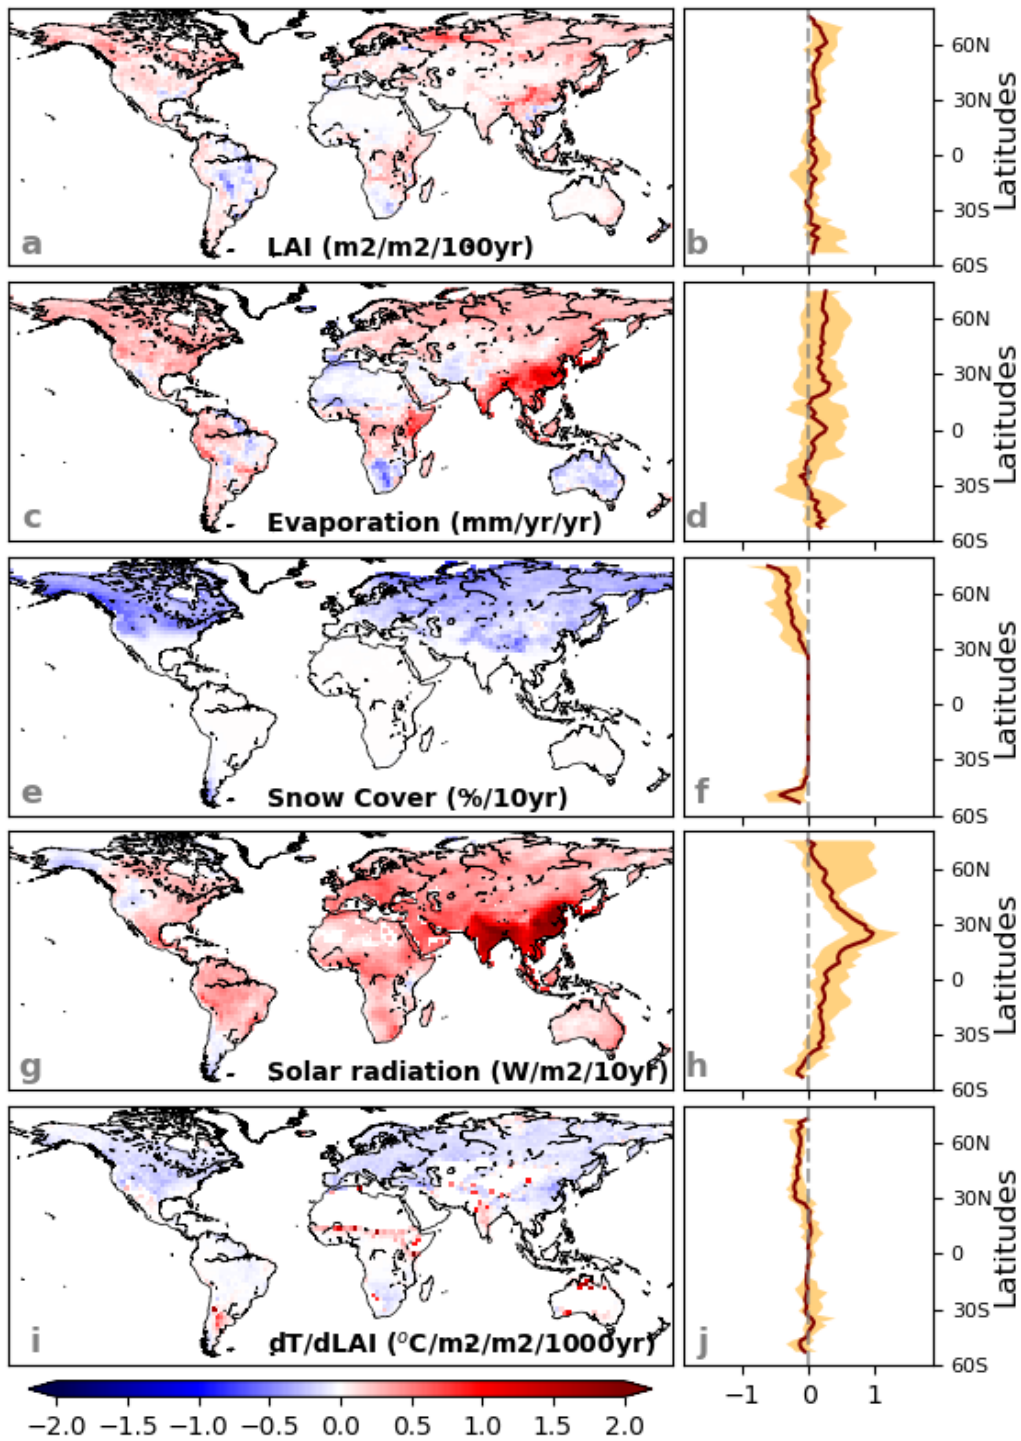 60N
30N
0
30S
60S
Latitudes
a
LAI (m2/m2/100yr)
b
60N
30N
0
30S
60S
Latitudes
c
Evaporation (mm/yr/yr)
d
60N
30N
0
30S
60S
Latitudes
e
Snow Cover (%/10yr)
f
60N
30N
0
30S
60S
Latitudes
g
Solar radiation (W/m2/10yr)
h
60N
30N
0
30S
60S
Latitudes
i
dT/dLAI (°C/m2/m2/1000yr)
j
−2.0 −1.5 −1.0 −0.5 0.0 0.5 1.0 1.5 2.0
−1 0 1